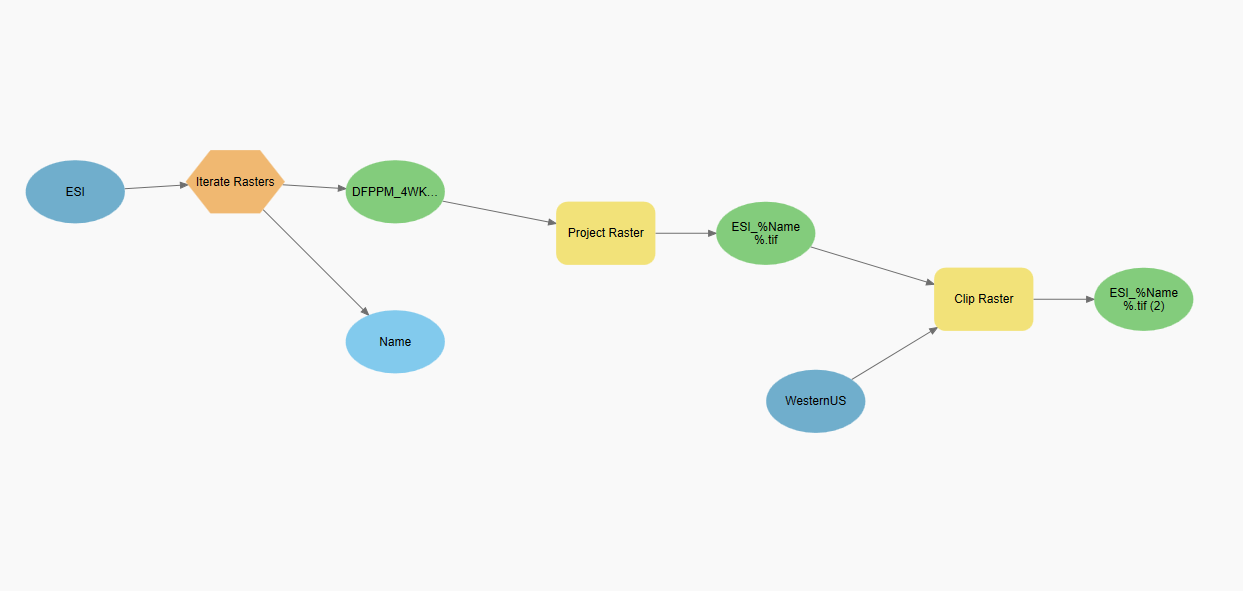 ESI
Iterate Rasters
DFPPM_4WK...
Name
Project Raster
ESI_%Name
%.tif
WesternUS
Clip Raster
ESI_%Name
%.tif (2)